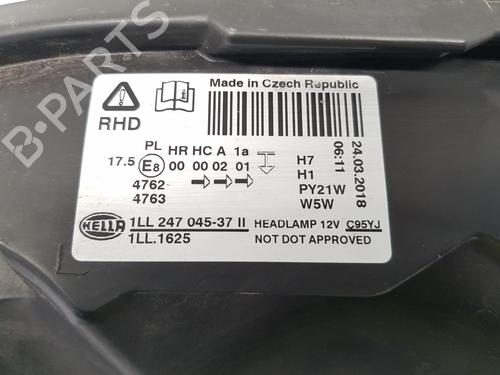 Made in Czech Republic
RHD
PL HR HC A 1a
17.5 E8 00 00 02 01
4762
4763
H7
H1
PY21W
W5W
06:11
24.03.2018
HELLA
1LL 247 045-37 II HEADLAMP 12V C95YJ
1LL.1625 NOT DOT APPROVED
B-PARTS